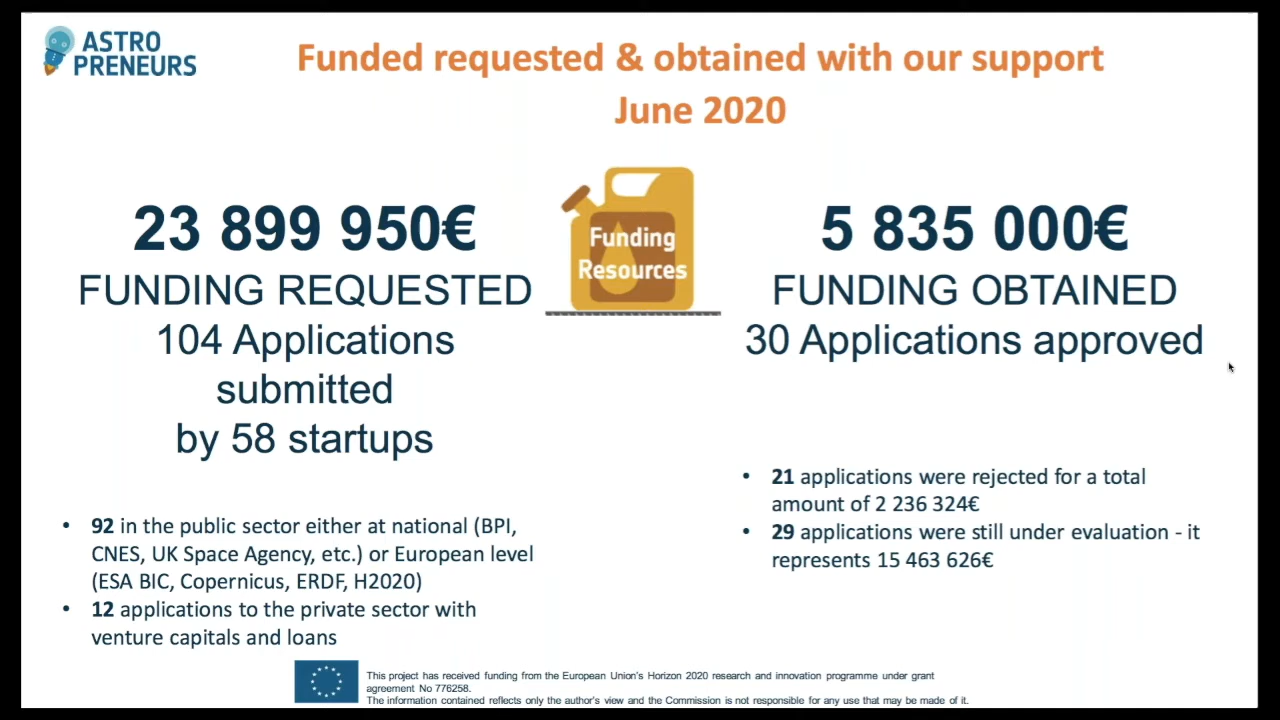 ASTRO
PRENEURS
Funded requested & obtained with our support
June 2020
23 899 950€
FUNDING REQUESTED
104 Applications
submitted
by 58 startups
Funding
Resources
5 835 000€
FUNDING OBTAINED
30 Applications approved
• 92 in the public sector either at national (BPI,
CNES, UK Space Agency, etc.) or European level
(ESA BIC, Copernicus, ERDF, H2020)
• 12 applications to the private sector with
venture capitals and loans
• 21 applications were rejected for a total
amount of 2 236 324€
• 29 applications were still under evaluation - it
represents 15 463 626€
This project has received funding from the European Union's Horizon 2020 research and innovation programme under grant
agreement No 776258.
The information contained reflects only the author's view and the Commission is not responsible for any use that may be made of it.